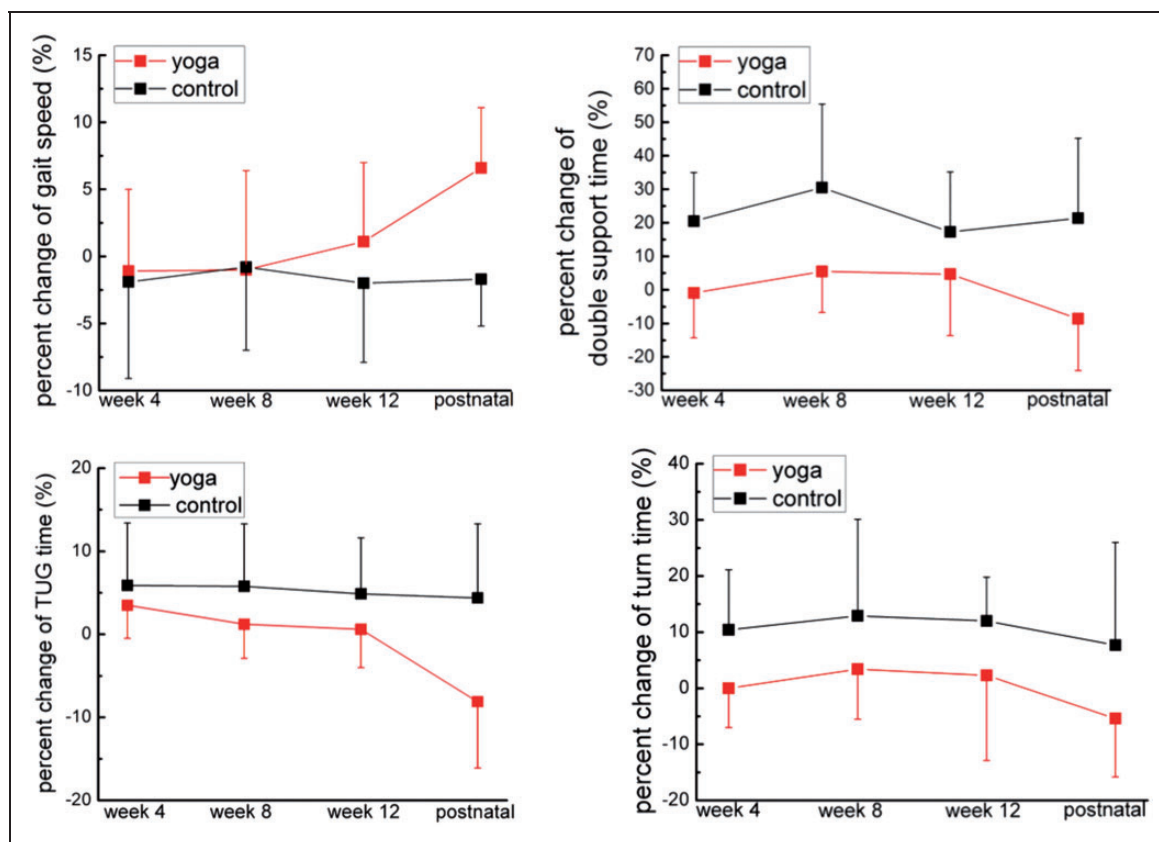 percent change of gait speed (%)
15
10
5
0
-5
-10
yoga
control
week 4 week 8 week 12 postnatal
percent change of
double support time (%)
70
60
50
40
30
20
10
0
-10
-20
-30
yoga
control
week 4 week 8 week 12 postnatal
percent change of TUG time (%)
20
10
0
-10
-20
yoga
control
week 4 week 8 week 12 postnatal
percent change of turn time (%)
40
30
20
10
0
-10
-20
yoga
control
week 4 week 8 week 12 postnatal